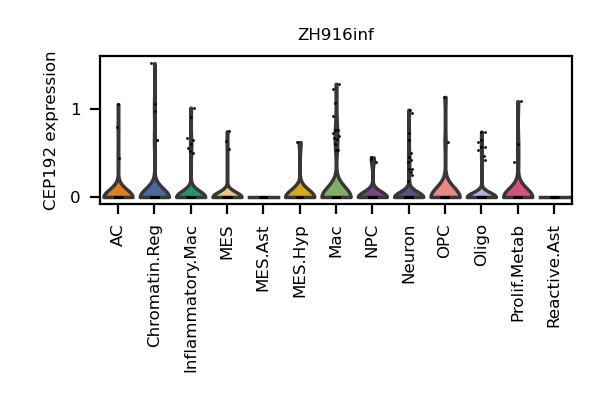 ZH916inf
CEP192 expression
1
0
AC
Chromatin.Reg
Inflammatory.Mac
MES
MES.Ast
MES.Hyp
Mac
NPC
Neuron
OPC
Oligo
Prolif.Metab
Reactive.Ast